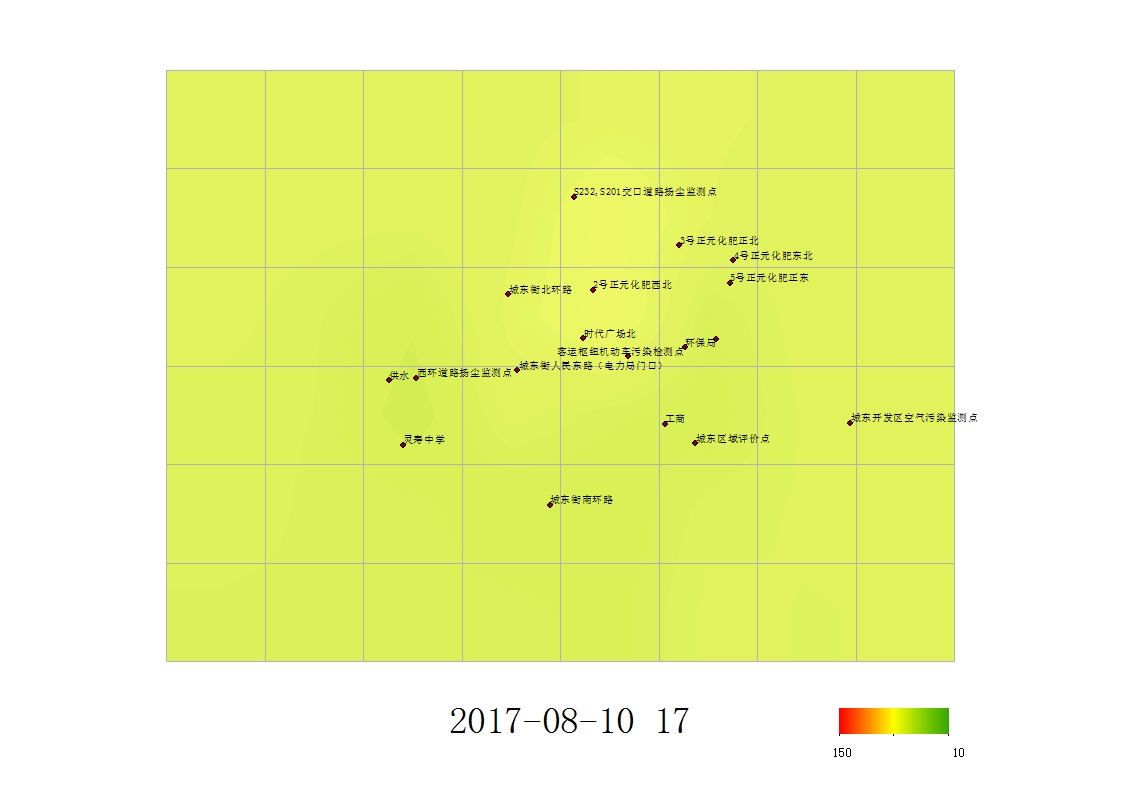 S232,S201交口道路扬尘监测点
3号正元化肥正北
4号正元化肥东北
5号正元化肥正东
2号正元化肥西北
城东街北环路
时代广场北
环保局
客运枢纽机动车污染检测点
城东街人民东路（电力局门口）
西环道路扬尘监测点
供水
工商
城东开发区空气污染监测点
城东区域评价点
灵寿中学
城东街南环路
2017-08-10 17
150
10